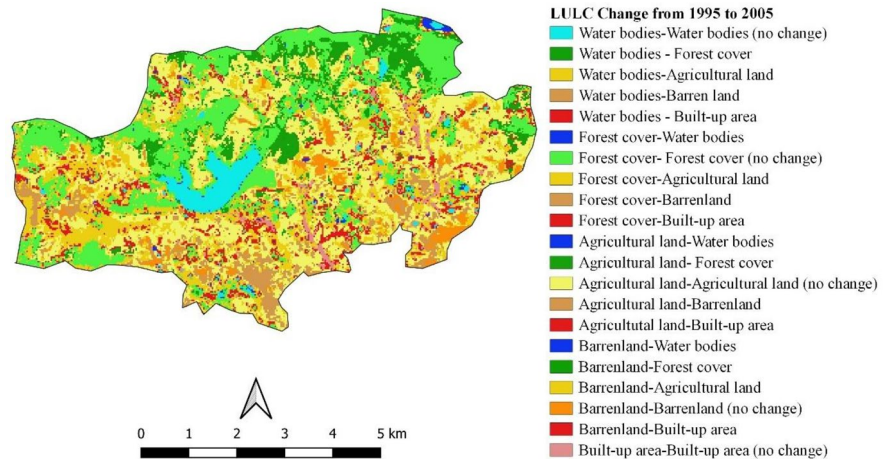 LULC Change from 1995 to 2005
Water bodies-Water bodies (no change)
Water bodies - Forest cover
Water bodies-Agricultural land
Water bodies-Barren land
Water bodies - Built-up area
Forest cover-Water bodies
Forest cover- Forest cover (no change)
Forest cover-Agricultural land
Forest cover-Barrenland
Forest cover-Built-up area
Agricultural land-Water bodies
Agricultural land- Forest cover
Agricultural land-Agricultural land (no change)
Agricultural land-Barrenland
Agricultutal land-Built-up area
Barrenland-Water bodies
Barrenland-Forest cover
Barrenland-Agricultural land
Barrenland-Barrenland (no change)
Barrenland-Built-up area
Built-up area-Built-up area (no change)
0 1 2 3 4 5 km